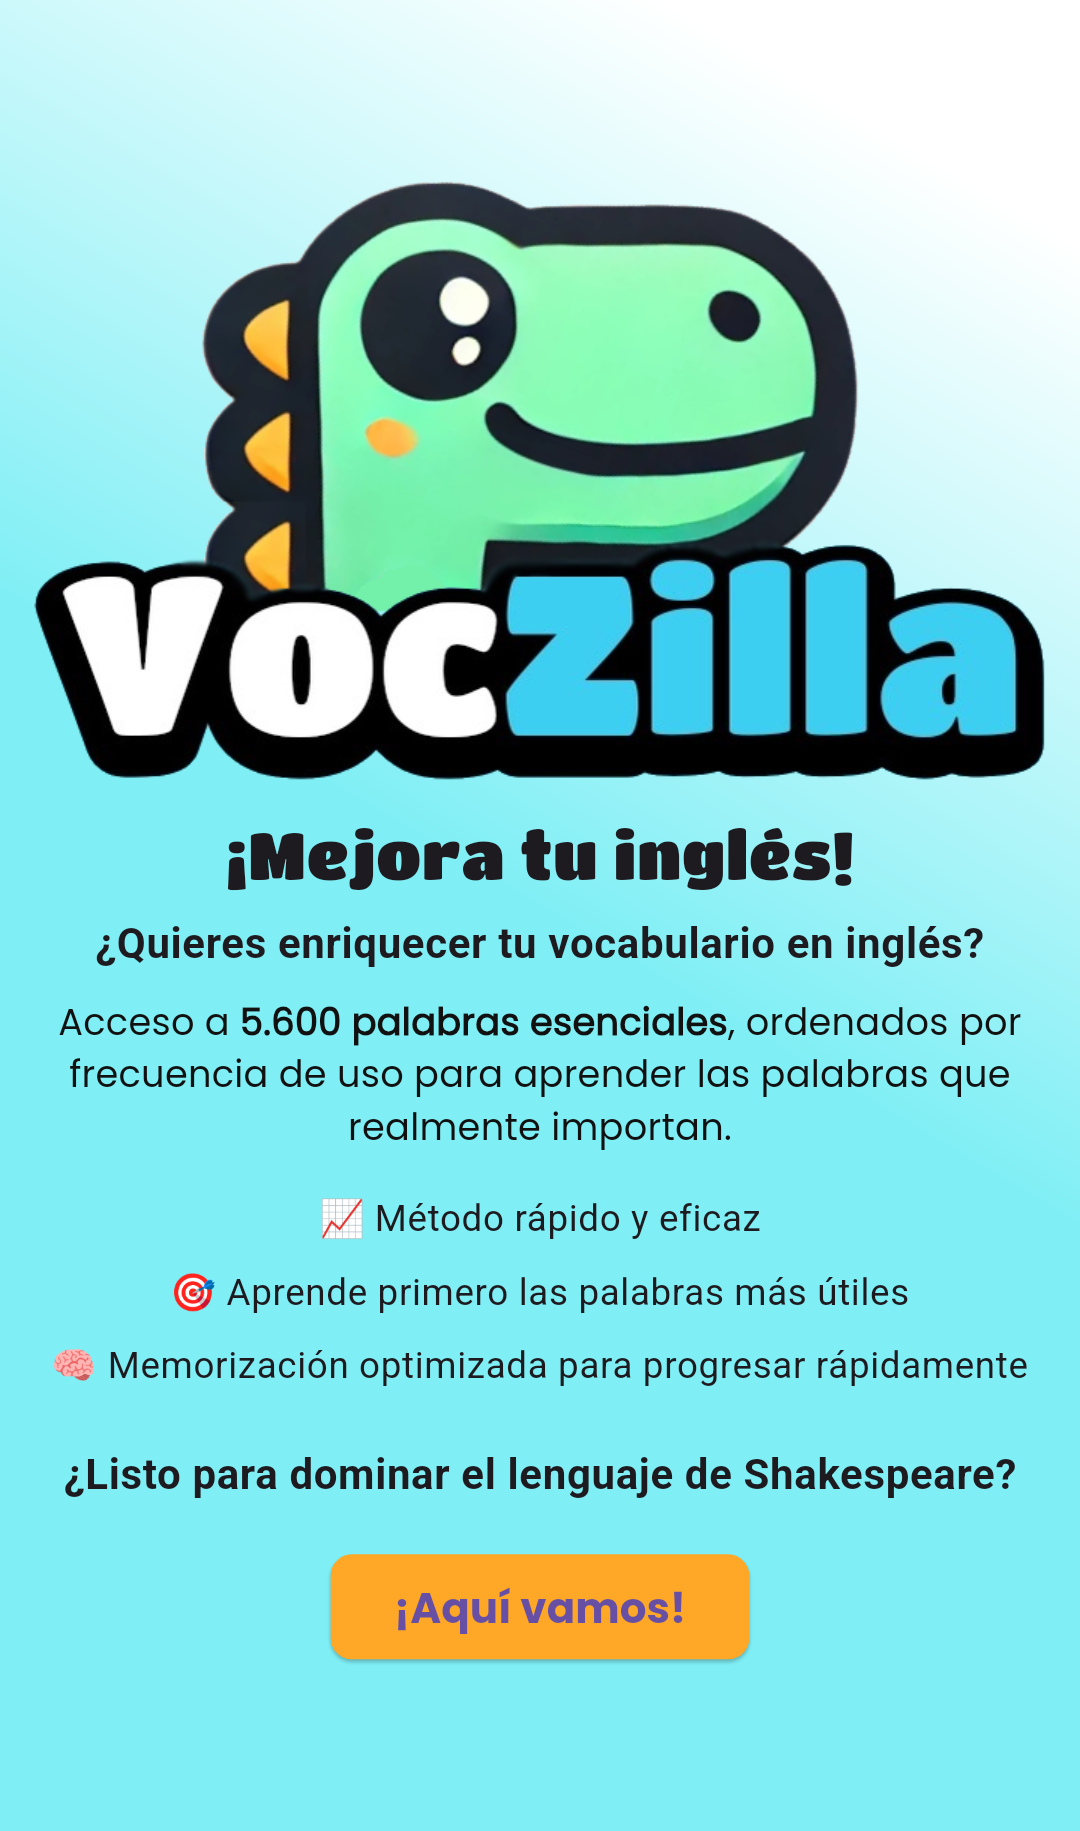 VocZilla
¡Mejora tu inglés!
¿Quieres enriquecer tu vocabulario en inglés?
Acceso a 5.600 palabras esenciales, ordenados por
frecuencia de uso para aprender las palabras que
realmente importan.
📈 Método rápido y eficaz
🎯 Aprende primero las palabras más útiles
🧠 Memorización optimizada para progresar rápidamente
¿Listo para dominar el lenguaje de Shakespeare?
¡Aquí vamos!